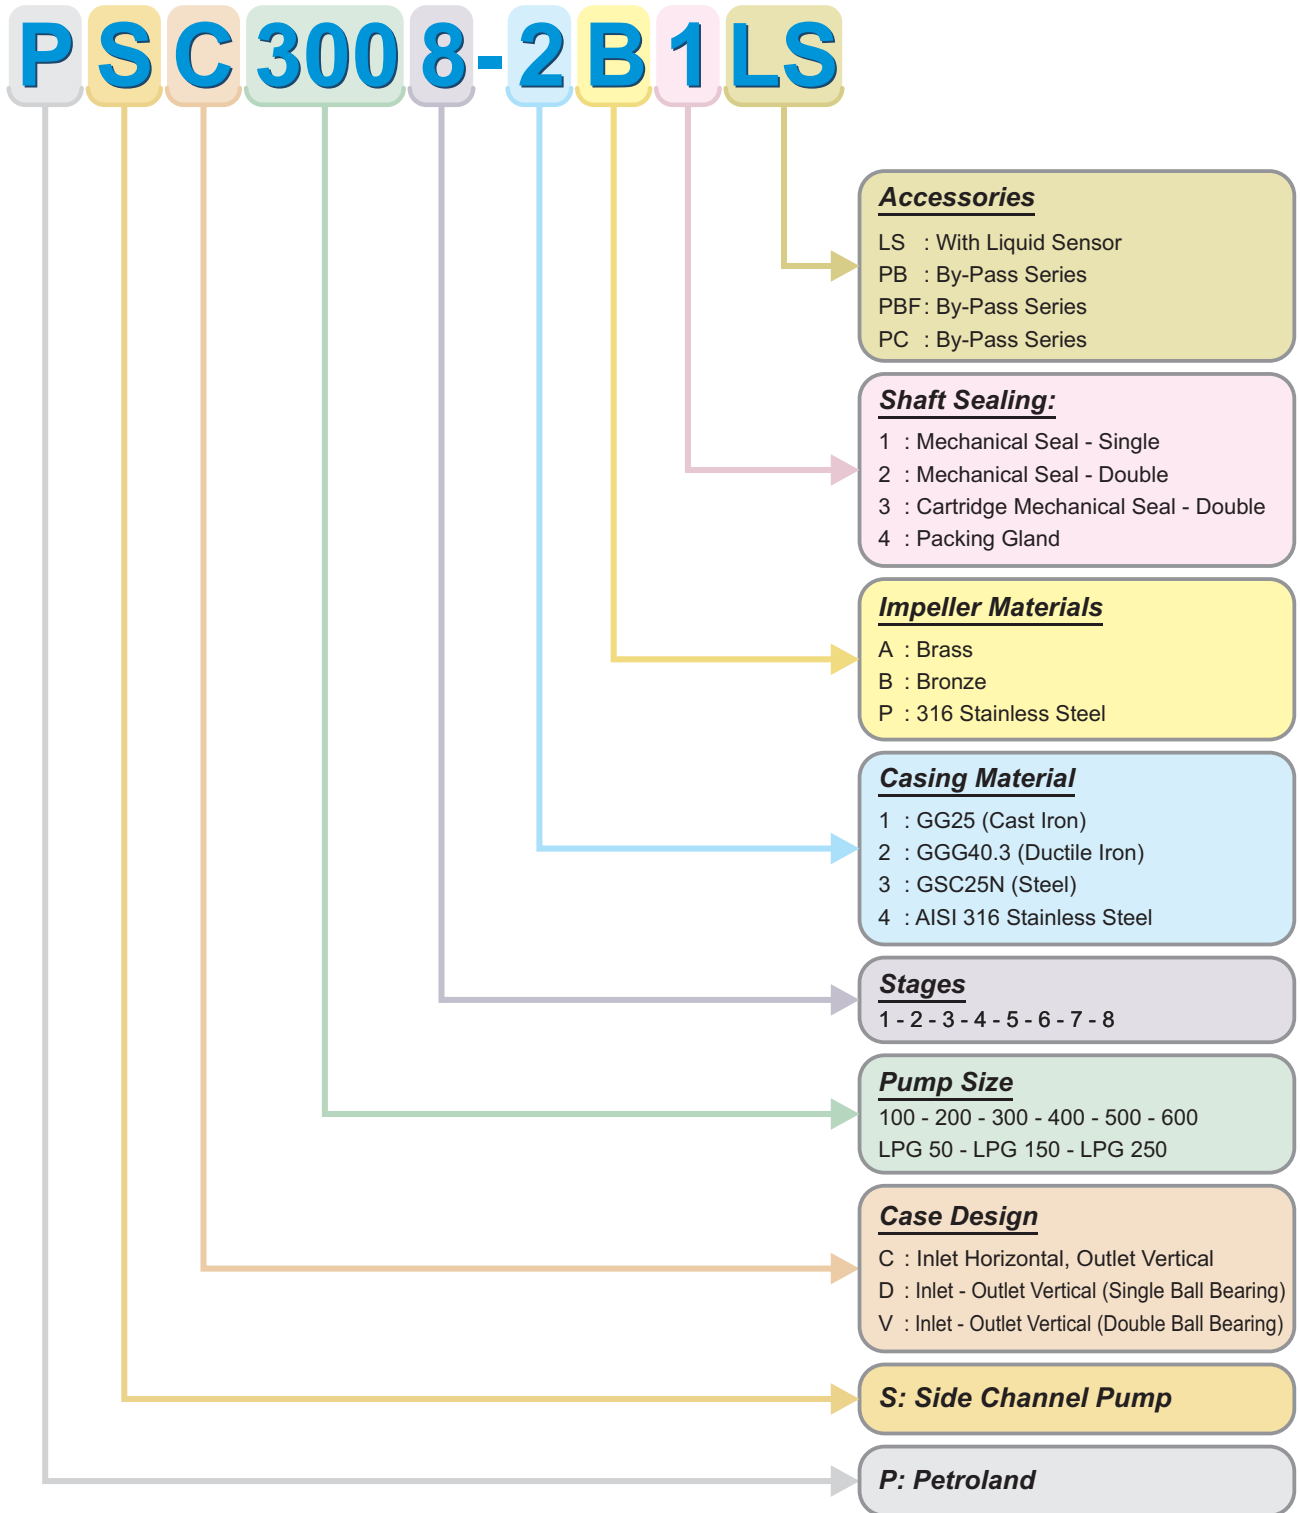 PSC3008-2B1LS
Accessories
LS : With Liquid Sensor
PB : By-Pass Series
PBF : By-Pass Series
PC : By-Pass Series
Shaft Sealing:
1 : Mechanical Seal - Single
2 : Mechanical Seal - Double
3 : Cartridge Mechanical Seal - Double
4 : Packing Gland
Impeller Materials
A : Brass
B : Bronze
P : 316 Stainless Steel
Casing Material
1 : GG25 (Cast Iron)
2 : GGG40.3 (Ductile Iron)
3 : GSC25N (Steel)
4 : AISI 316 Stainless Steel
Stages
1 - 2 - 3 - 4 - 5 - 6 - 7 - 8
Pump Size
100 - 200 - 300 - 400 - 500 - 600
LPG 50 - LPG 150 - LPG 250
Case Design
C : Inlet Horizontal, Outlet Vertical
D : Inlet - Outlet Vertical (Single Ball Bearing)
V : Inlet - Outlet Vertical (Double Ball Bearing)
S: Side Channel Pump
P: Petroland